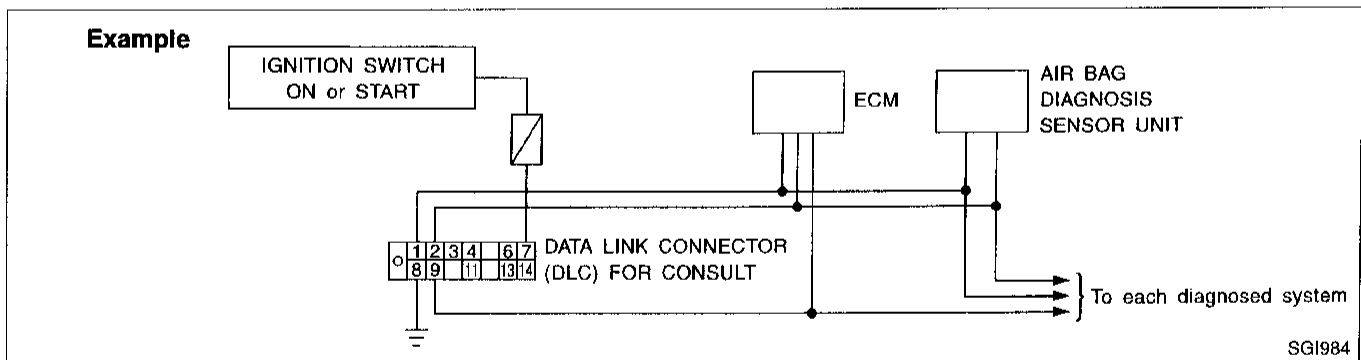 Example
IGNITION SWITCH
ON or START
ECM
AIR BAG
DIAGNOSIS
SENSOR UNIT
1 2 3 4 6 7
8 9 11 13 14
DATA LINK CONNECTOR
(DLC) FOR CONSULT
To each diagnosed system
SGI984